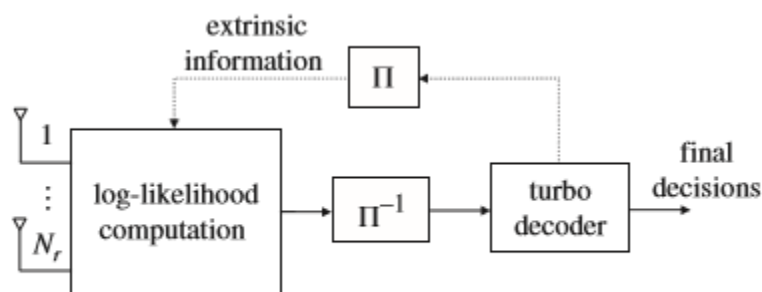 extrinsic
information
Π
1
⋮
N_r
log-likelihood
computation
Π⁻¹
turbo
decoder
final
decisions